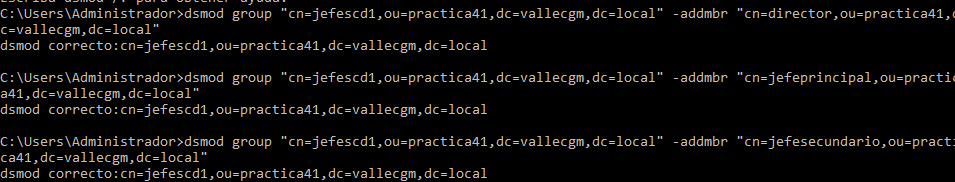 C:\Users\Administrador>dsmod group "cn=jefescd1,ou=practica41,dc=vallecgm,dc=local" -addmbr "cn=director,ou=practica41,
c=vallecgm,dc=local"
dsmod correcto:cn=jefescd1,ou=practica41,dc=vallecgm,dc=local
C:\Users\Administrador>dsmod group "cn=jefescd1,ou=practica41,dc=vallecgm,dc=local" -addmbr "cn=jefeprincipal,ou=practic
a41,dc=vallecgm,dc=local"
dsmod correcto:cn=jefescd1,ou=practica41,dc=vallecgm,dc=local
C:\Users\Administrador>dsmod group "cn=jefescd1,ou=practica41,dc=vallecgm,dc=local" -addmbr "cn=jefesecundario,ou=practi
ca41,dc=vallecgm,dc=local"
dsmod correcto:cn=jefescd1,ou=practica41,dc=vallecgm,dc=local